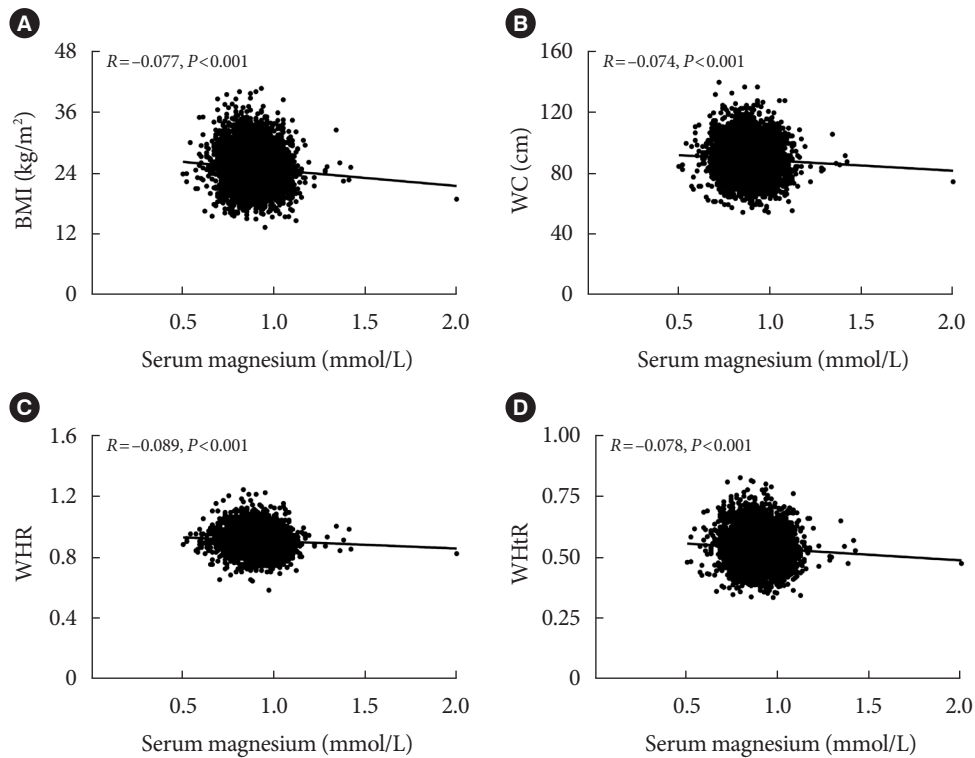 A
R=–0.077, P<0.001
BMI (kg/m²)
48
36
24
12
0
0.5 1.0 1.5 2.0
Serum magnesium (mmol/L)
B
R=–0.074, P<0.001
WC (cm)
160
120
80
40
0
0.5 1.0 1.5 2.0
Serum magnesium (mmol/L)
C
R=–0.089, P<0.001
WHR
1.6
1.2
0.8
0.4
0
0.5 1.0 1.5 2.0
Serum magnesium (mmol/L)
D
R=–0.078, P<0.001
WHtR
1.00
0.75
0.50
0.25
0
0.5 1.0 1.5 2.0
Serum magnesium (mmol/L)